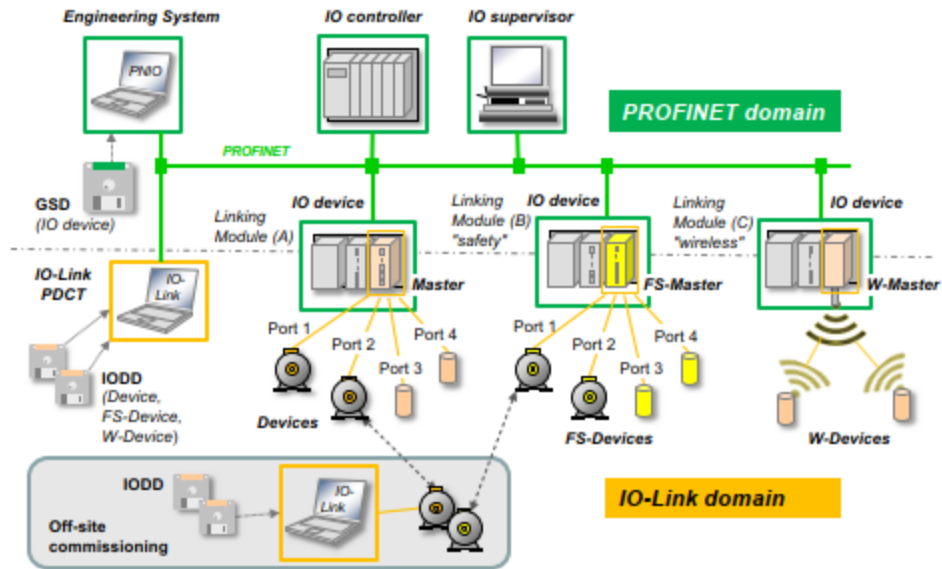 Engineering System
IO controller
IO supervisor
PNIO
PROFINET domain
PROFINET
GSD
(IO device)
Linking
Module (A)
IO device
Linking
Module (B)
"safety"
IO device
Linking
Module (C)
"wireless"
IO device
IO-Link
PDCT
IO-
Link
Master
FS-Master
W-Master
Port 1
Port 2
Port 3
Port 4
Port 1
Port 2
Port 3
Port 4
IODD
(Device,
FS-Device,
W-Device)
Devices
FS-Devices
W-Devices
IODD
IO-
Link
Off-site
commissioning
IO-Link domain